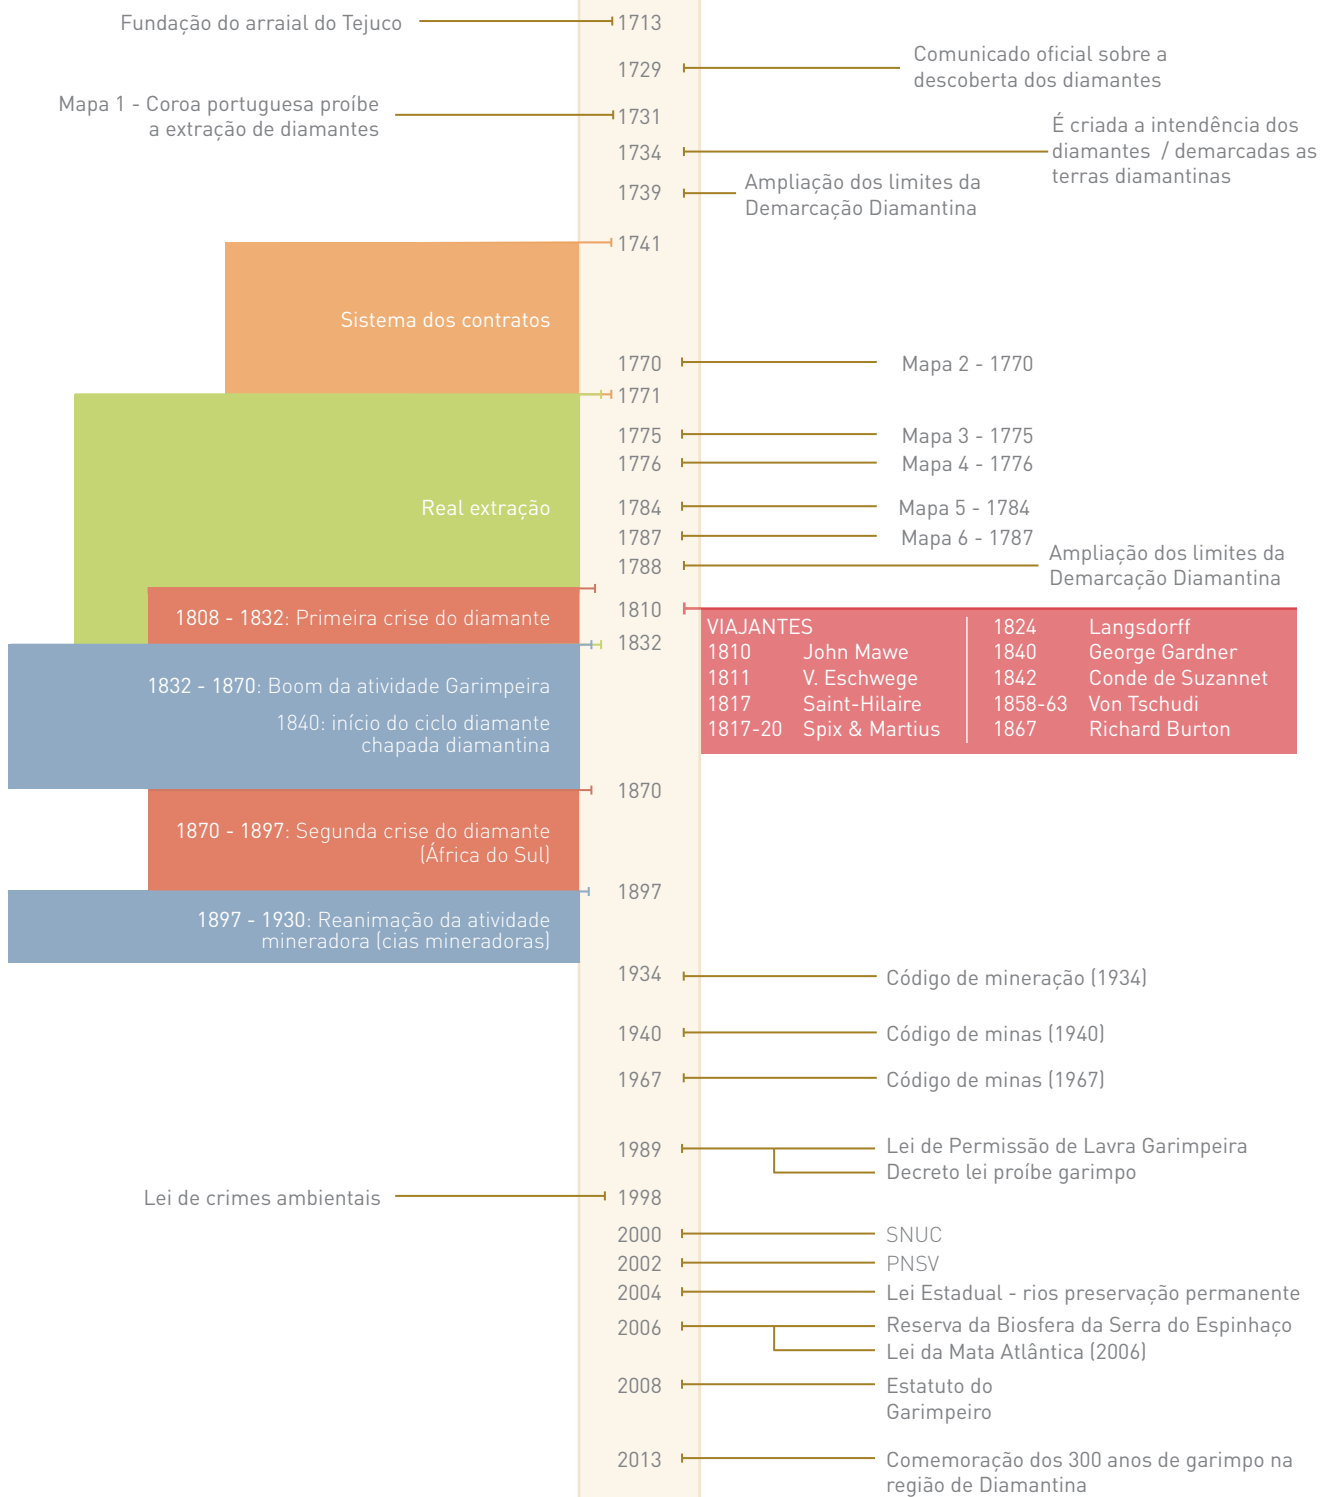 Fundação do arraial do Tejuco
1713
1729
Comunicado oficial sobre a
descoberta dos diamantes
Mapa 1 - Coroa portuguesa proíbe
a extração de diamantes
1731
1734
É criada a intendência dos
diamantes / demarcadas as
terras diamantinas
1739
Ampliação dos limites da
Demarcação Diamantina
1741
Sistema dos contratos
1770
Mapa 2 - 1770
1771
1775
Mapa 3 - 1775
1776
Mapa 4 - 1776
Real extração
1784
Mapa 5 - 1784
1787
Mapa 6 - 1787
1788
Ampliação dos limites da
Demarcação Diamantina
1808 - 1832: Primeira crise do diamante
1810
1832
VIAJANTES
1810 John Mawe
1811 V. Eschwege
1817 Saint-Hilaire
1817-20 Spix & Martius
1824 Langsdorff
1840 George Gardner
1842 Conde de Suzannet
1858-63 Von Tschudi
1867 Richard Burton
1832 - 1870: Boom da atividade Garimpeira
1840: início do ciclo diamante
chapada diamantina
1870
1870 - 1897: Segunda crise do diamante
(África do Sul)
1897
1897 - 1930: Reanimação da atividade
mineradora (cias mineradoras)
1934
Código de mineração (1934)
1940
Código de minas (1940)
1967
Código de minas (1967)
1989
Lei de Permissão de Lavra Garimpeira
Decreto lei proíbe garimpo
Lei de crimes ambientais
1998
2000
SNUC
2002
PNSV
2004
Lei Estadual - rios preservação permanente
2006
Reserva da Biosfera da Serra do Espinhaço
Lei da Mata Atlântica (2006)
2008
Estatuto do
Garimpeiro
2013
Comemoração dos 300 anos de garimpo na
região de Diamantina